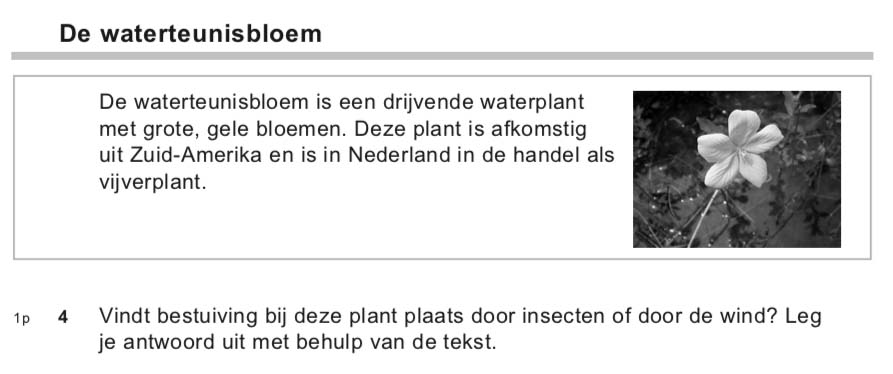 De waterteunisbloem
De waterteunisbloem is een drijvende waterplant
met grote, gele bloemen. Deze plant is afkomstig
uit Zuid-Amerika en is in Nederland in de handel als
vijverplant.
1p 4 Vindt bestuiving bij deze plant plaats door insecten of door de wind? Leg
je antwoord uit met behulp van de tekst.